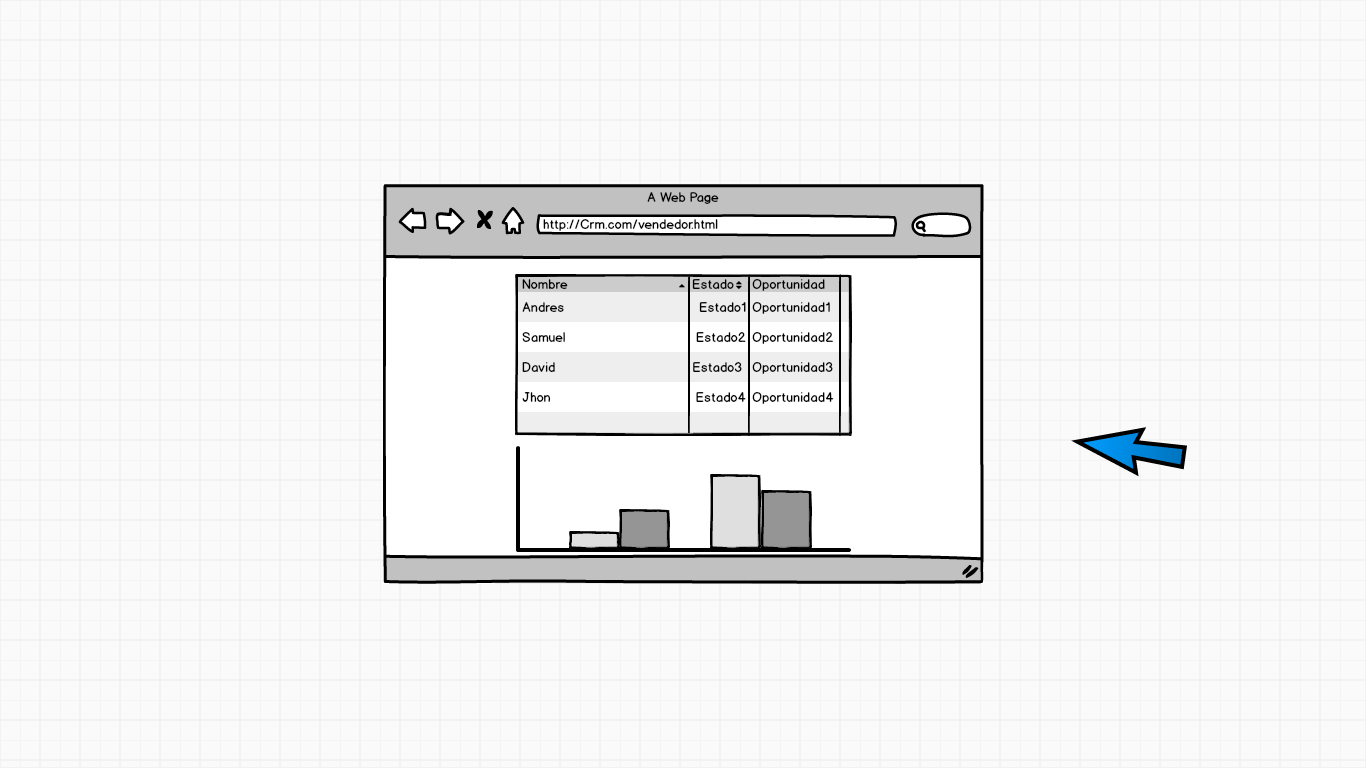 A Web Page
http://Crm.com/vendedor.html
Nombre Estado Oportunidad
Andres Estado1 Oportunidad1
Samuel Estado2 Oportunidad2
David Estado3 Oportunidad3
Jhon Estado4 Oportunidad4